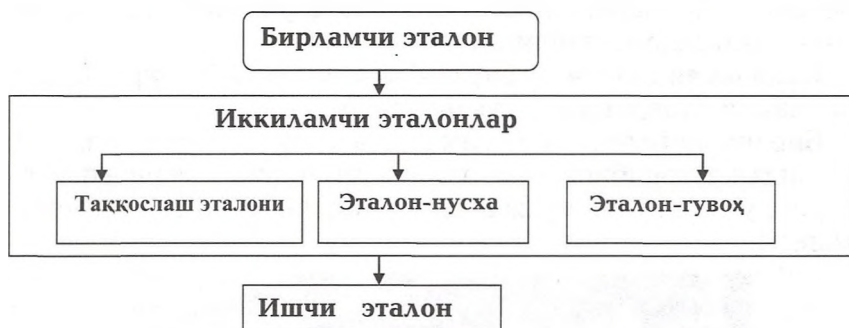 Бирламчи эталон
Иккиламчи эталонлар
Таққослаш эталони
Эталон-нусха
Эталон-гувоҳ
Ишчи эталон